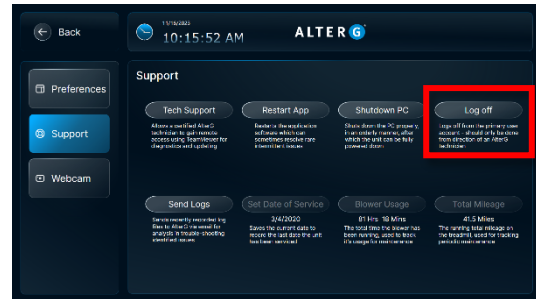 Back
11/15/2023
10:15:52 AM
ALTER G
Preferences
Support
Webcam
Support
Tech Support
Allows a certified AlterG
technician to gain remote
access using TeamViewer for
diagnostics and updating
Restart App
Restarts the application
software which can
sometimes resolve rare
intermittent issues
Shutdown PC
Shuts down the PC properly,
in an orderly manner, after
which the unit can be fully
powered down
Log off
Logs off from the primary user
account - should only be done
from direction of an AlterG
technician
Send Logs
Sends recently recorded log
files to AlterG via email for
analysis in trouble-shooting
identified issues
Set Date of Service
3/4/2020
Saves the current date to
record the last date the unit
has been serviced
Blower Usage
81 Hrs 18 Mins
The total time the blower has
been running, used to track
it's usage for maintenance
Total Mileage
41.5 Miles
The running total mileage on
the treadmill, used for tracking
periodic maintenance